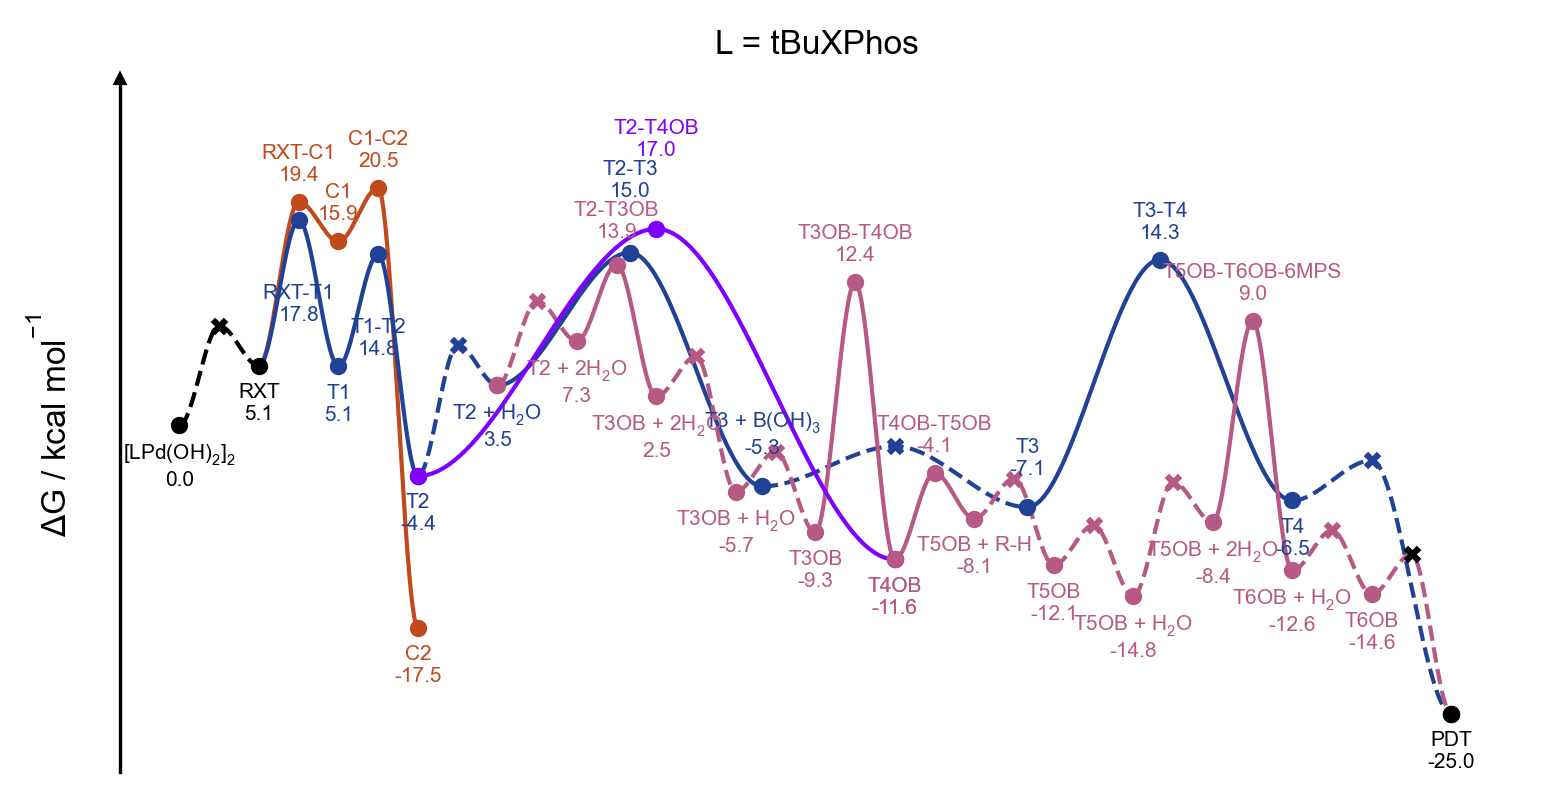 L = tBuXPhos
ΔG / kcal mol⁻¹
[LPd(OH)₂]₂
0.0
RXT
5.1
RXT-C1
19.4
C1
15.9
C1-C2
20.5
C2
-17.5
RXT-T1
17.8
T1
5.1
T1-T2
14.8
T2
-4.4
T2 + H₂O
3.5
T2-T4OB
17.0
T2-T3
15.0
T2-T3OB
13.9
T2 + 2H₂O
7.3
T3OB + 2H₂O
2.5
T3 + B(OH)₃
-5.3
T3OB + H₂O
-5.7
T3OB
-9.3
T3OB-T4OB
12.4
T4OB
-11.6
T4OB-T5OB
-4.1
T5OB + R-H
-8.1
T3
-7.1
T5OB
-12.1
T5OB + H₂O
-14.8
T3-T4
14.3
T5OB-T6OB-6MPS
9.0
T5OB + 2H₂O
-8.4
T4
-6.5
T6OB + H₂O
-12.6
T6OB
-14.6
PDT
-25.0